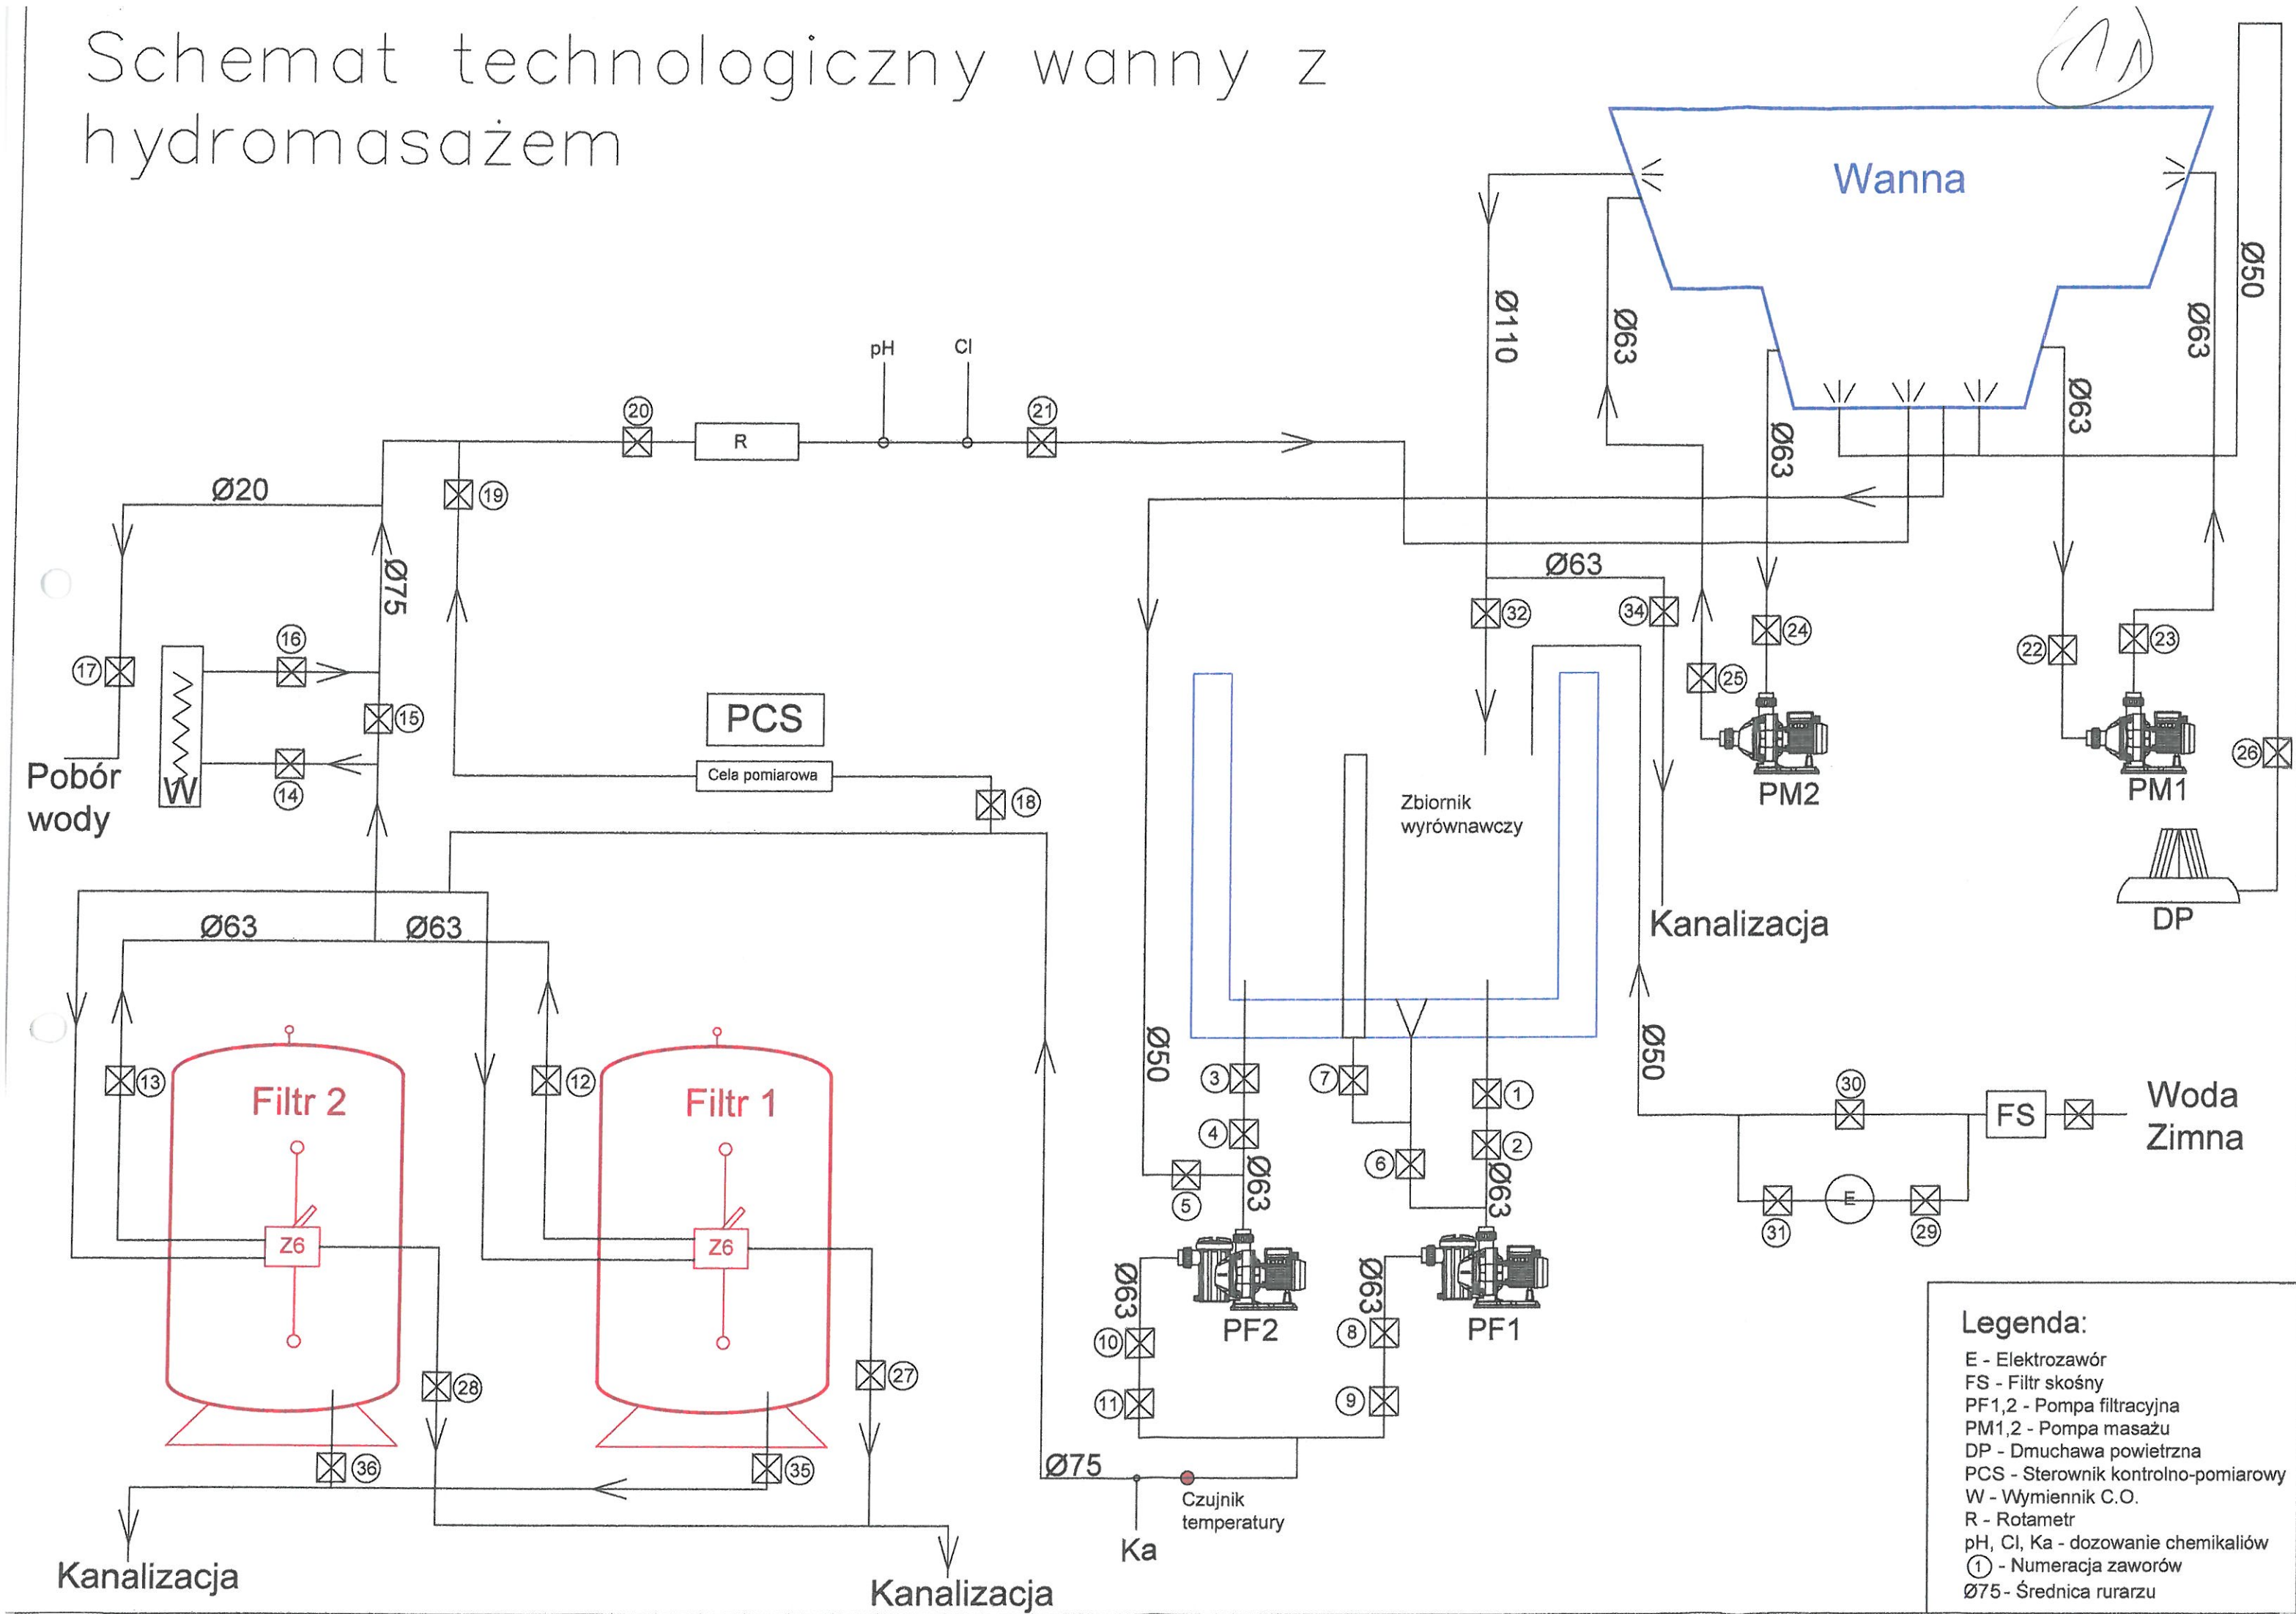 Schemat technologiczny wanny z
hydromasażem
11
Wanna
Ø50
Ø110
Ø63
Ø63
Ø63
Ø63
pH
Cl
20
R
21
19
Ø20
Ø75
Ø63
32
34
24
25
22
23
26
16
17
15
14
W
Pobór
wody
PCS
Cela pomiarowa
18
PM2
PM1
DP
Zbiornik
wyrównawczy
Kanalizacja
Ø63
Ø63
13
12
Filtr 2
Filtr 1
Z6
Z6
28
27
36
35
Kanalizacja
Kanalizacja
Ø50
3
4
5
Ø63
7
6
1
2
Ø63
Ø50
30
FS
Woda
Zimna
31
E
29
Ø63
PF2
Ø63
PF1
10
11
8
9
Ø75
Czujnik
temperatury
Ka
Legenda:
E - Elektrozawór
FS - Filtr skośny
PF1,2 - Pompa filtracyjna
PM1,2 - Pompa masażu
DP - Dmuchawa powietrzna
PCS - Sterownik kontrolno-pomiarowy
W - Wymiennik C.O.
R - Rotametr
pH, Cl, Ka - dozowanie chemikaliów
1 - Numeracja zaworów
Ø75 - Średnica rurarzu